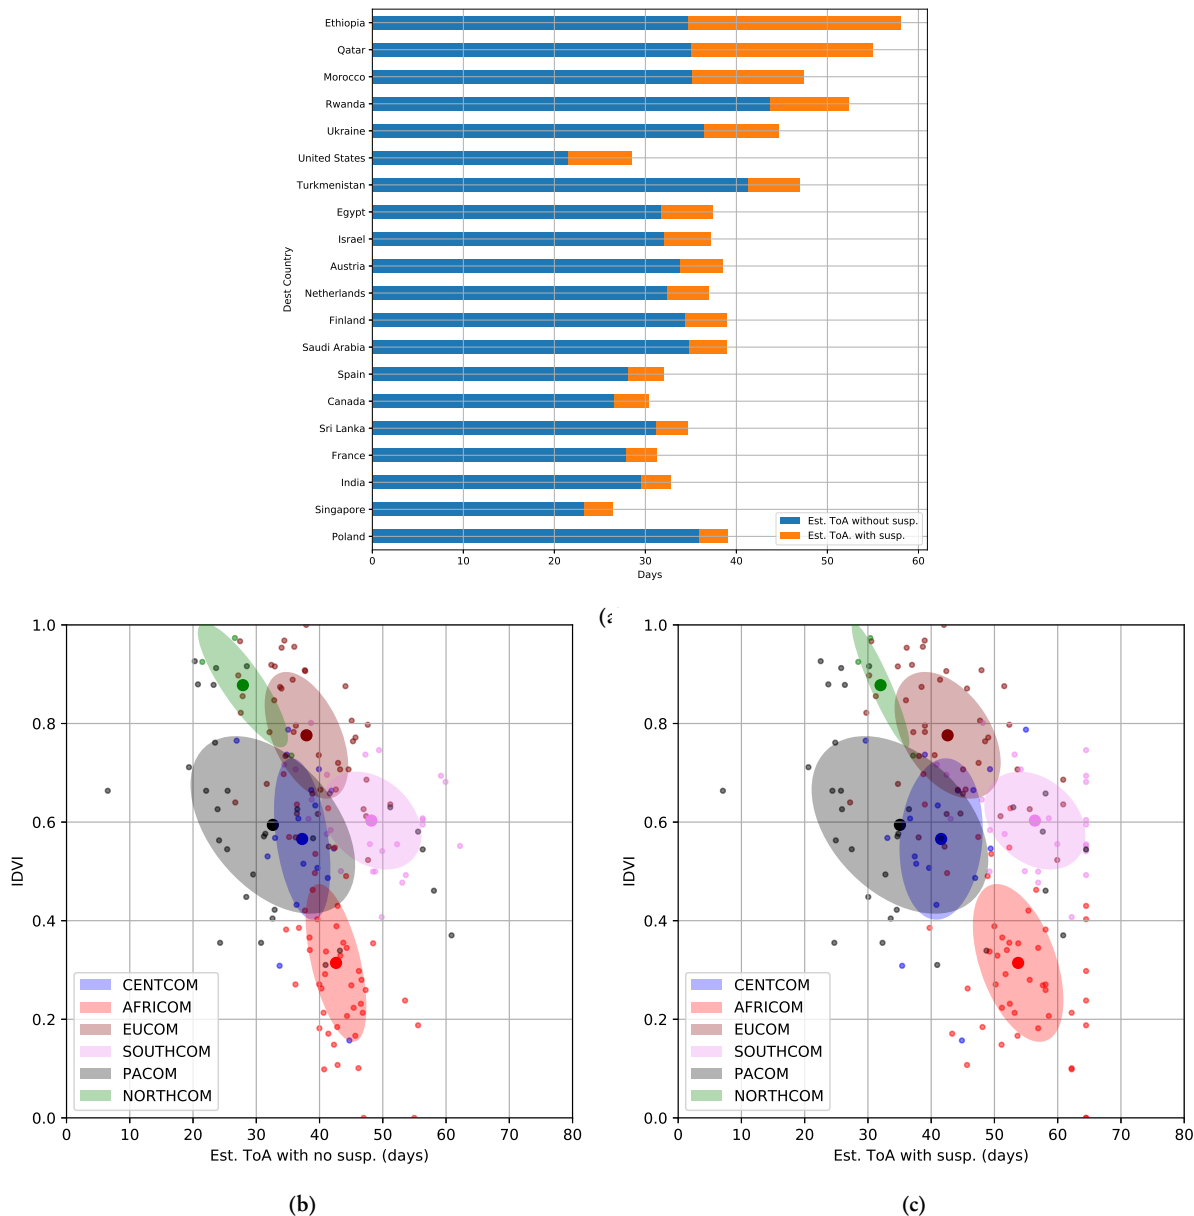 Ethiopia
Qatar
Morocco
Rwanda
Ukraine
United States
Turkmenistan
Egypt
Israel
Austria
Netherlands
Finland
Saudi Arabia
Spain
Canada
Sri Lanka
France
India
Singapore
Poland
Dest Country
Est. ToA without susp.
Est. ToA. with susp.
0 10 20 30 40 50 60
Days
1.0
0.8
0.6
0.4
0.2
0.0
IDVI
CENTCOM
AFRICOM
EUCOM
SOUTHCOM
PACOM
NORTHCOM
0 10 20 30 40 50 60 70 80
Est. ToA with no susp. (days)
(b)
1.0
0.8
0.6
0.4
0.2
0.0
IDVI
CENTCOM
AFRICOM
EUCOM
SOUTHCOM
PACOM
NORTHCOM
0 10 20 30 40 50 60 70 80
Est. ToA with susp. (days)
(c)